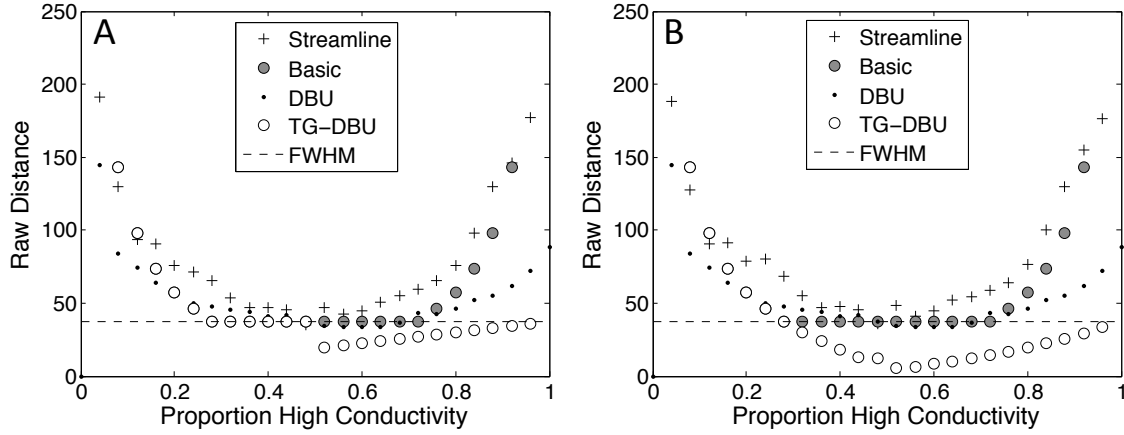 A
Streamline
Basic
DBU
TG-DBU
FWHM
250
200
150
100
50
0
0
0.2
0.4
0.6
0.8
1
Raw Distance
Proportion High Conductivity
B
Streamline
Basic
DBU
TG-DBU
FWHM
250
200
150
100
50
0
0
0.2
0.4
0.6
0.8
1
Raw Distance
Proportion High Conductivity